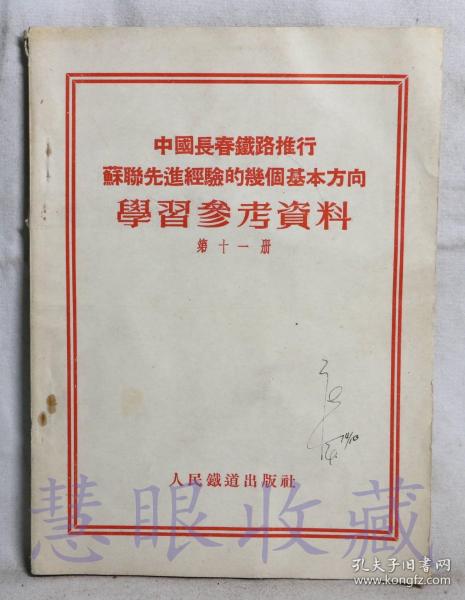 中國長春鐵路推行
蘇聯先進經驗的幾個基本方向
學習參考資料
第十一册
人民鐵道出版社
慧眼收藏
孔夫子旧书网
www.kongfz.com